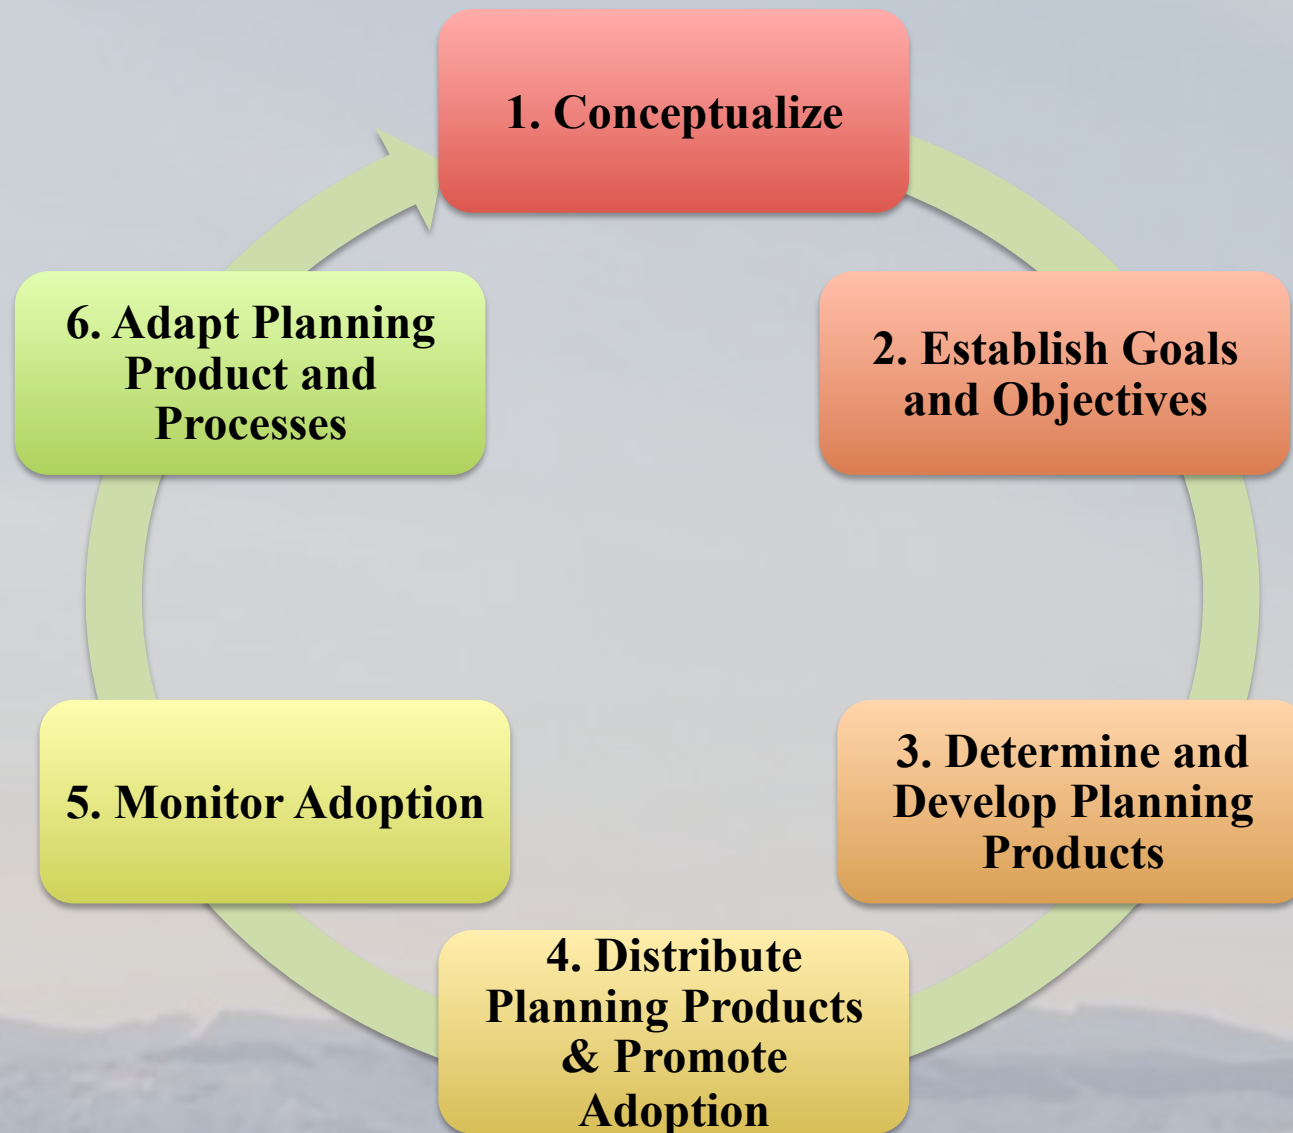 1. Conceptualize
2. Establish Goals
and Objectives
3. Determine and
Develop Planning
Products
4. Distribute
Planning Products
& Promote
Adoption
5. Monitor Adoption
6. Adapt Planning
Product and
Processes